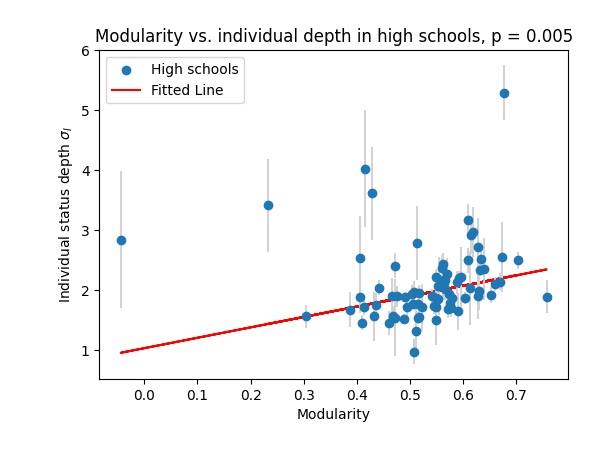 Modularity vs. individual depth in high schools, p = 0.005
High schools
Fitted Line
6
5
4
3
2
1
Individual status depth σ_I
0.0 0.1 0.2 0.3 0.4 0.5 0.6 0.7
Modularity